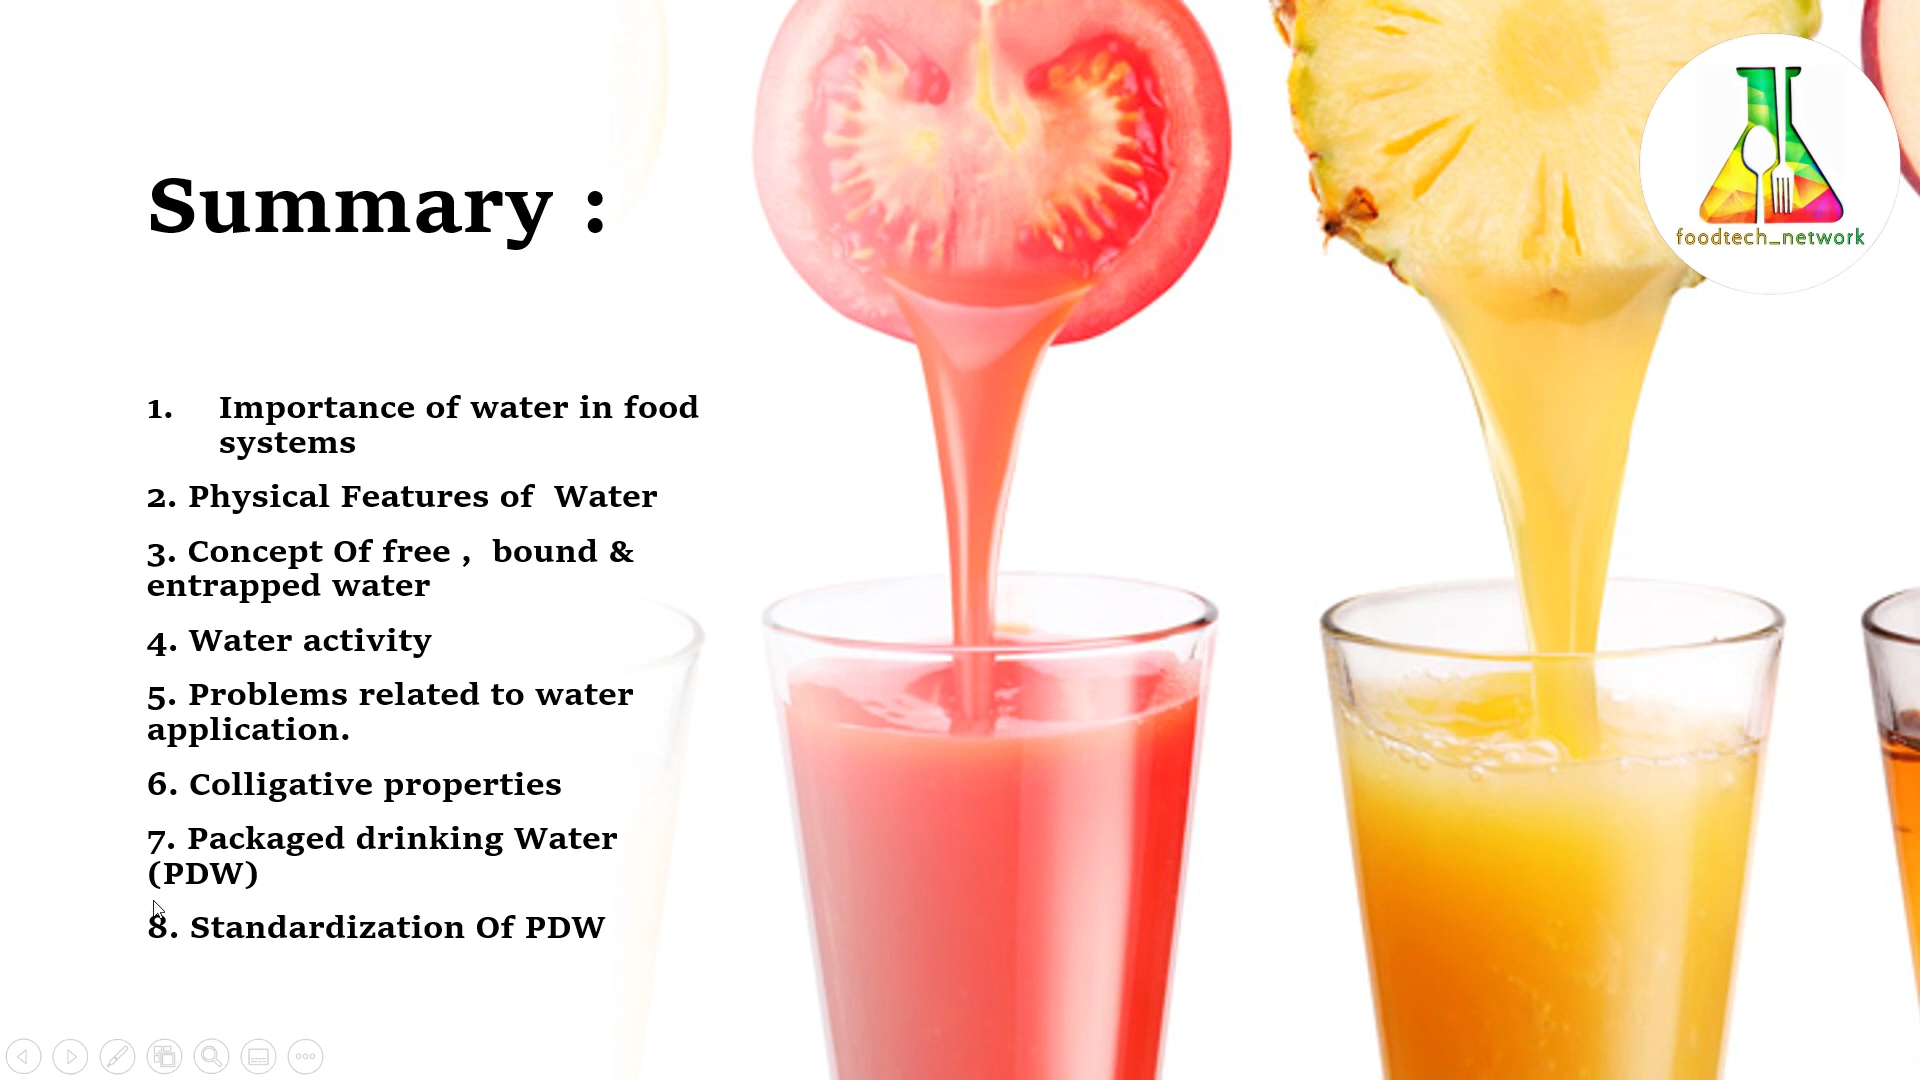 Summary :
1. Importance of water in food
systems
2. Physical Features of Water
3. Concept Of free , bound &
entrapped water
4. Water activity
5. Problems related to water
application.
6. Colligative properties
7. Packaged drinking Water
(PDW)
8. Standardization Of PDW
foodtech_network